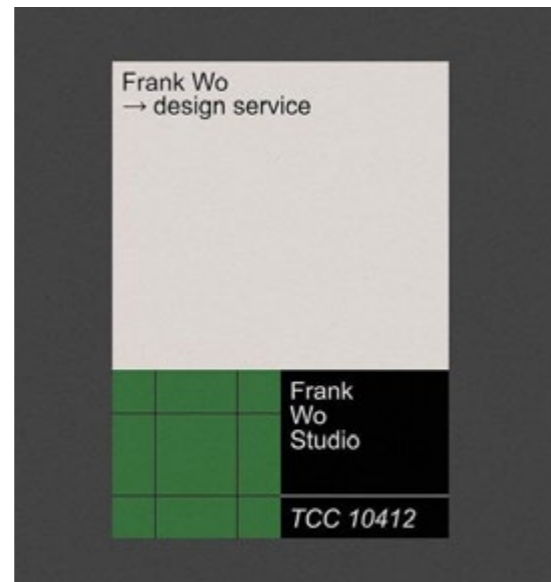 Frank Wo
→ design service
Frank
Wo
Studio
TCC 10412